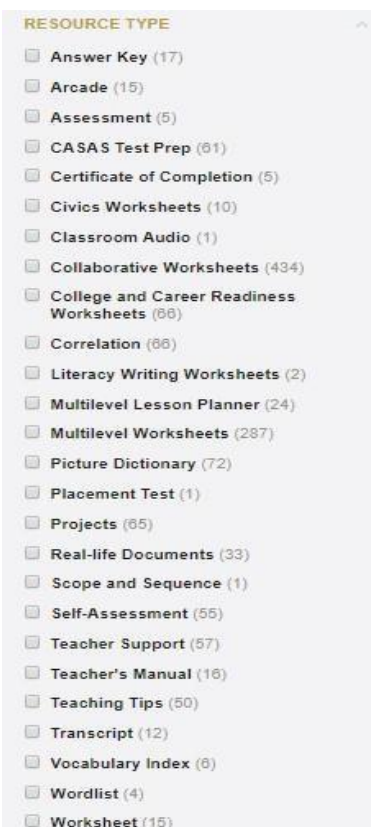 RESOURCE TYPE
Answer Key (17)
Arcade (15)
Assessment (5)
CASAS Test Prep (61)
Certificate of Completion (5)
Civics Worksheets (10)
Classroom Audio (1)
Collaborative Worksheets (434)
College and Career Readiness
Worksheets (66)
Correlation (66)
Literacy Writing Worksheets (2)
Multilevel Lesson Planner (24)
Multilevel Worksheets (287)
Picture Dictionary (72)
Placement Test (1)
Projects (65)
Real-life Documents (33)
Scope and Sequence (1)
Self-Assessment (55)
Teacher Support (57)
Teacher's Manual (16)
Teaching Tips (50)
Transcript (12)
Vocabulary Index (6)
Wordlist (4)
Worksheet (15)